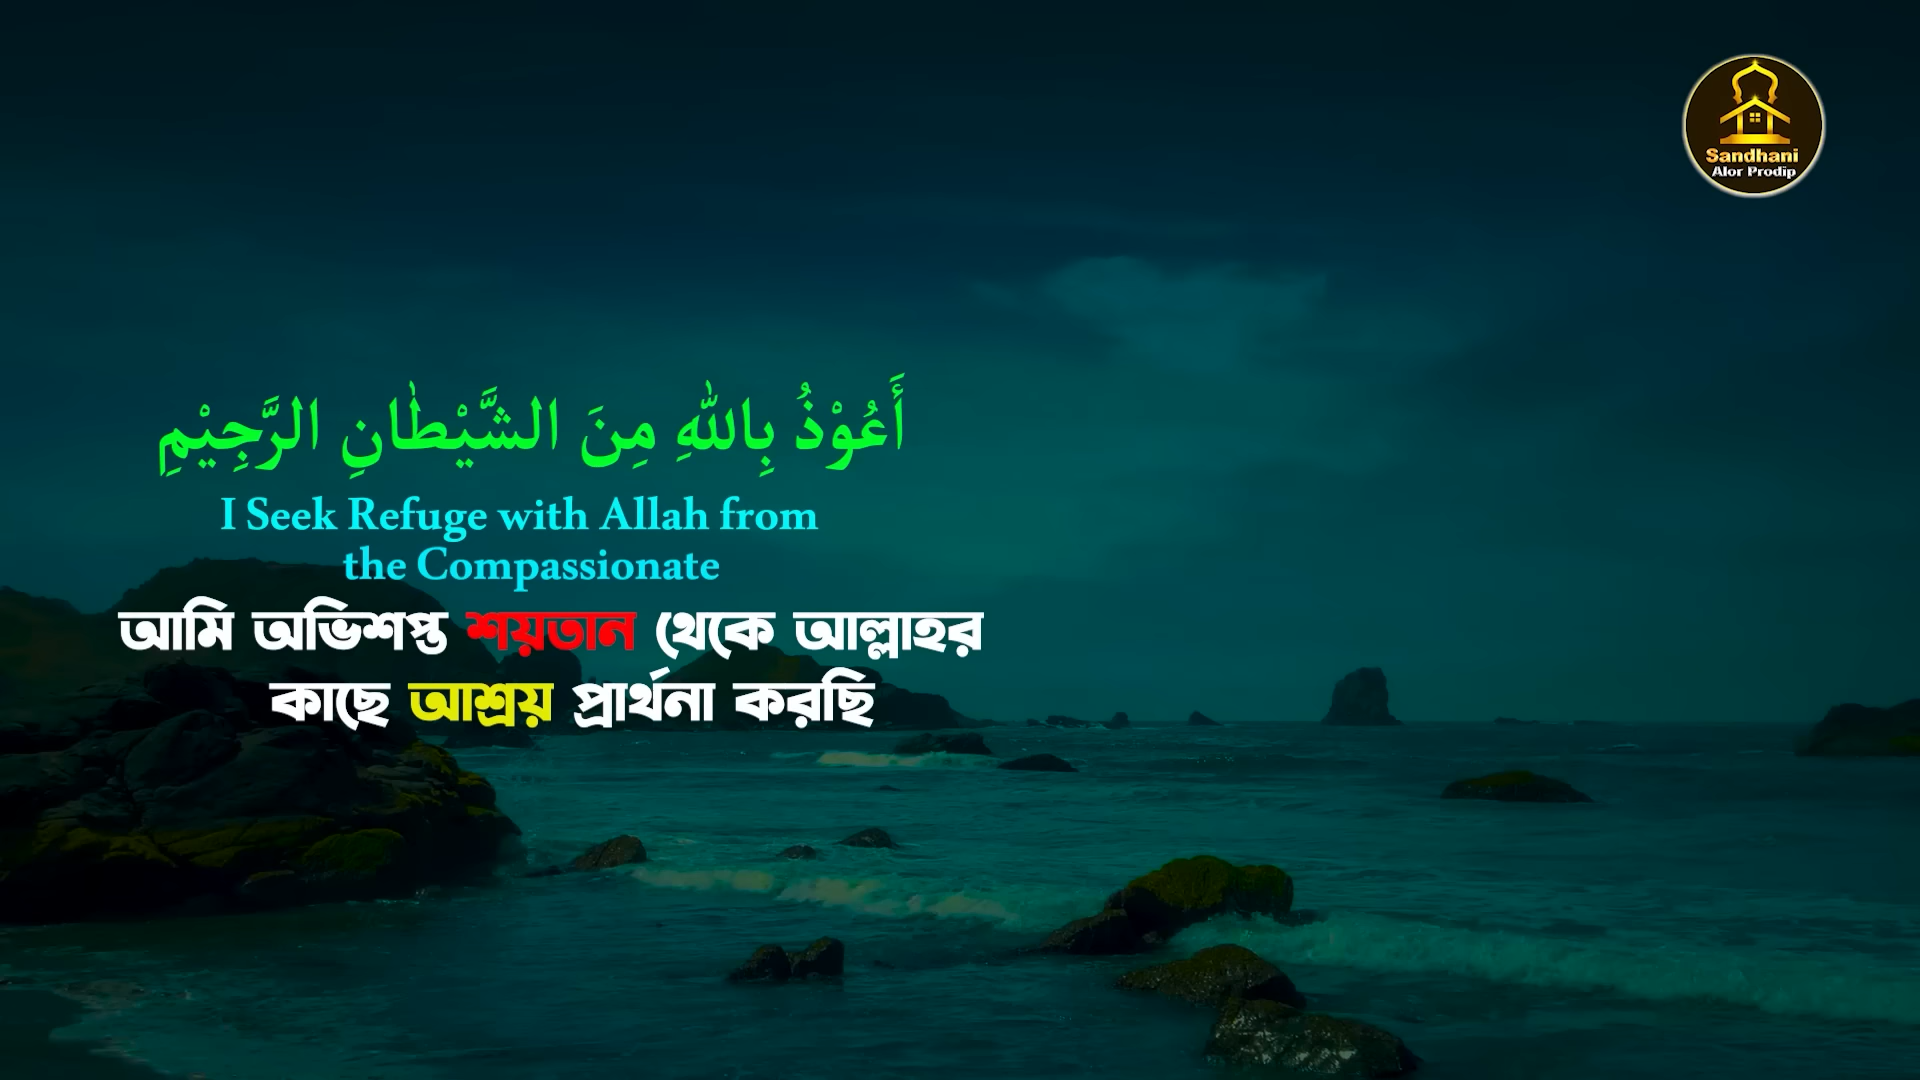 Sandhani
Alor Prodip
أَعُوْذُ بِاللّٰهِ مِنَ الشَّيْطٰانِ الرَّجِيْمِ
I Seek Refuge with Allah from
the Compassionate
আমি অভিশপ্ত শয়তান থেকে আল্লাহর
কাছে আশ্রয় প্রার্থনা করছি